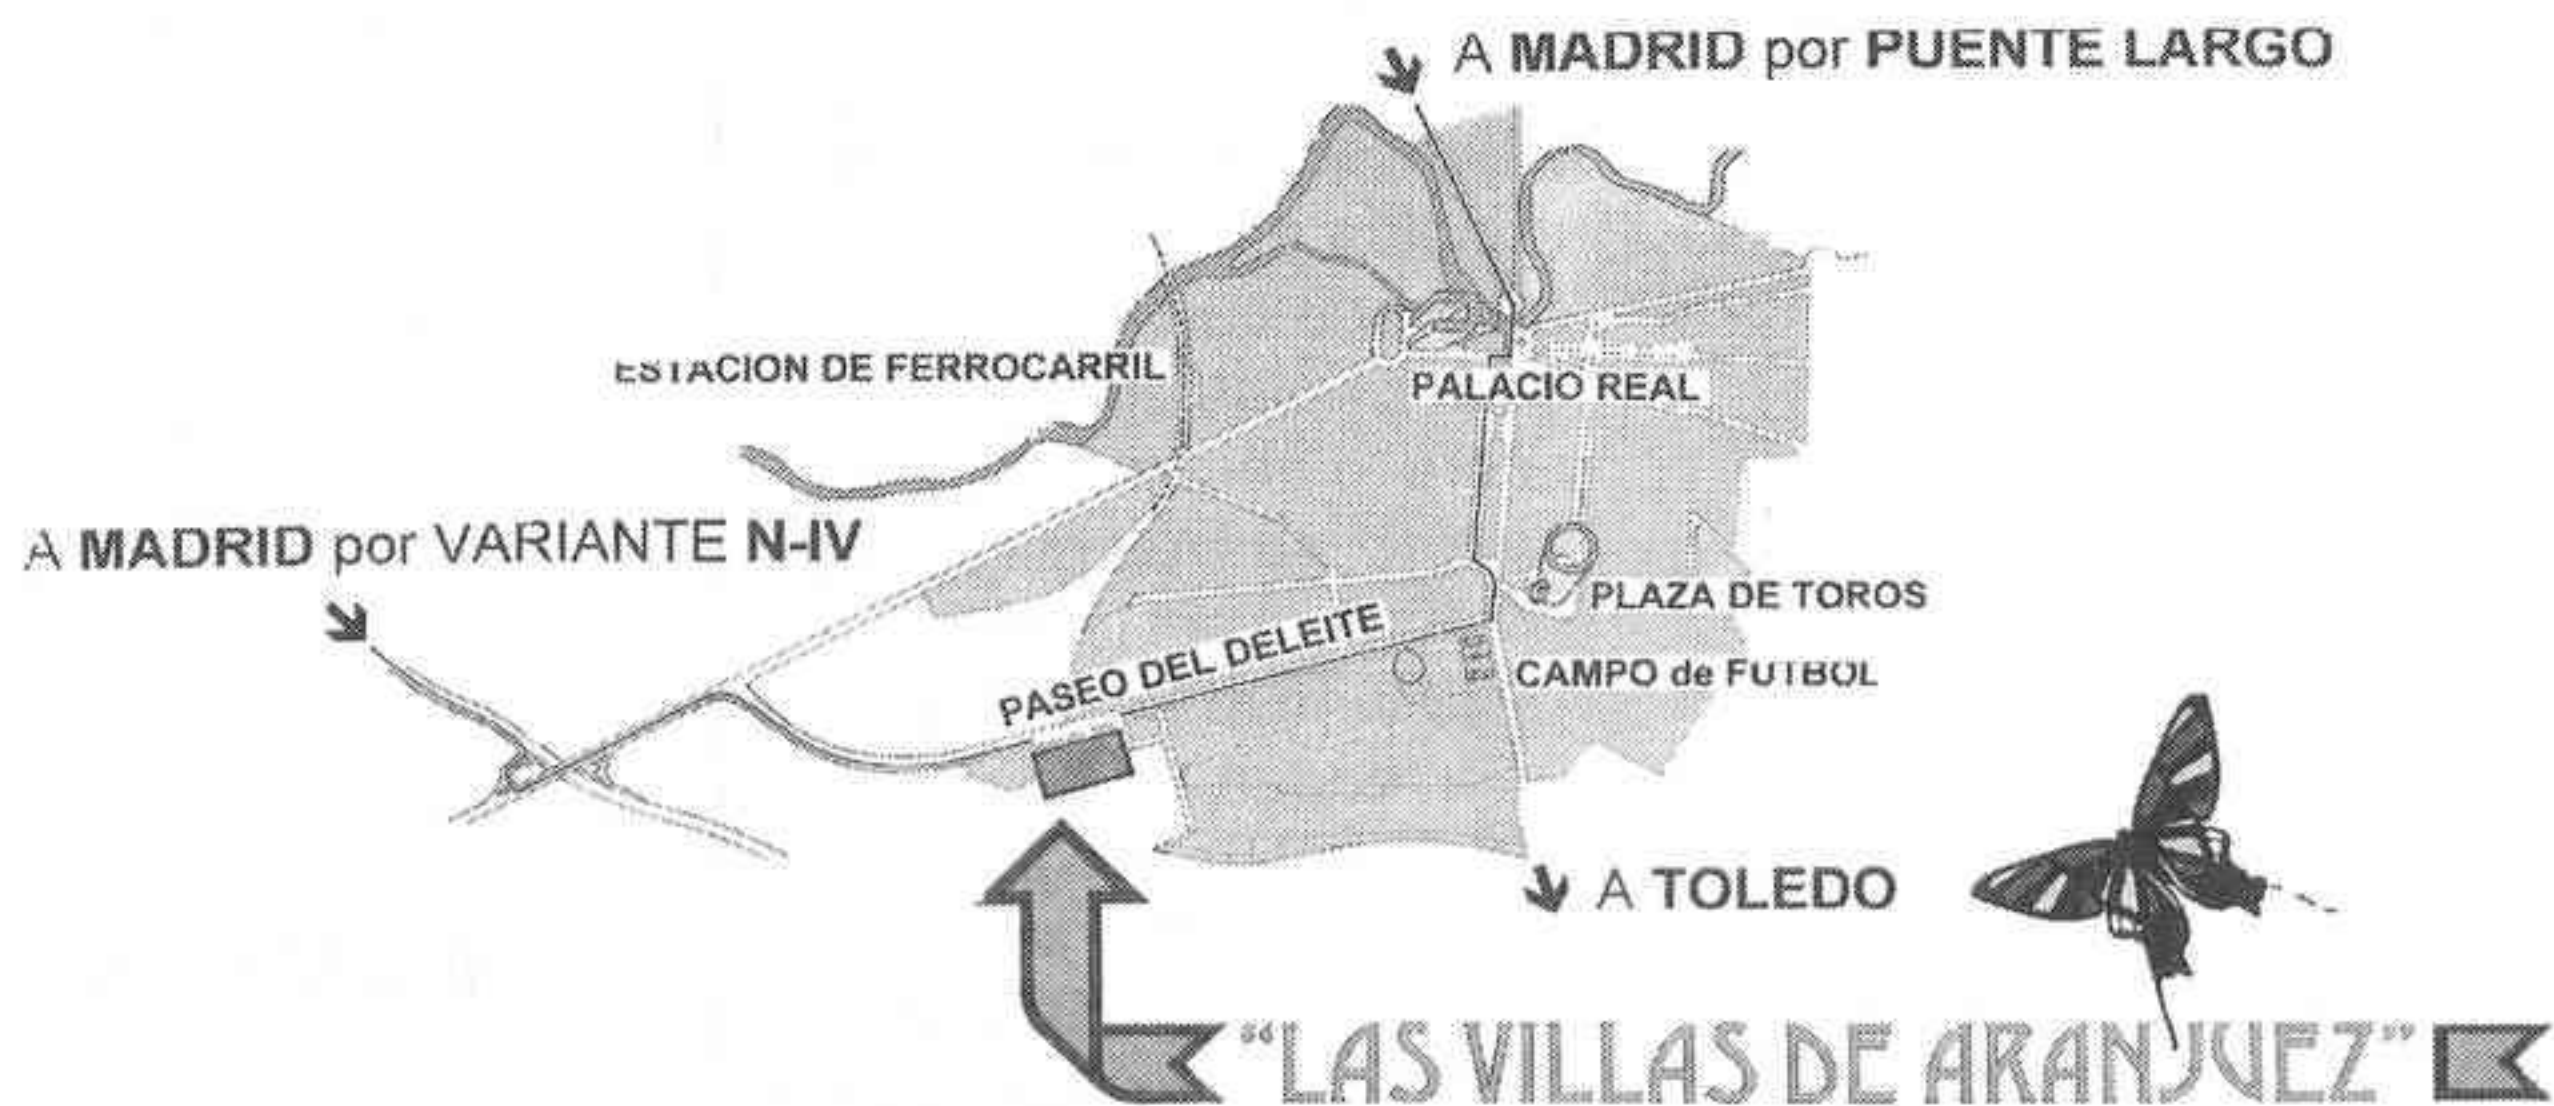 A MADRID por PUENTE LARGO
ESTACION DE FERROCARRIL
PALACIO REAL
A MADRID por VARIANTE N-IV
PLAZA DE TOROS
PASEO DEL DELEITE
CAMPO de FUTBOL
A TOLEDO
"LAS VILLAS DE ARANJUEZ"